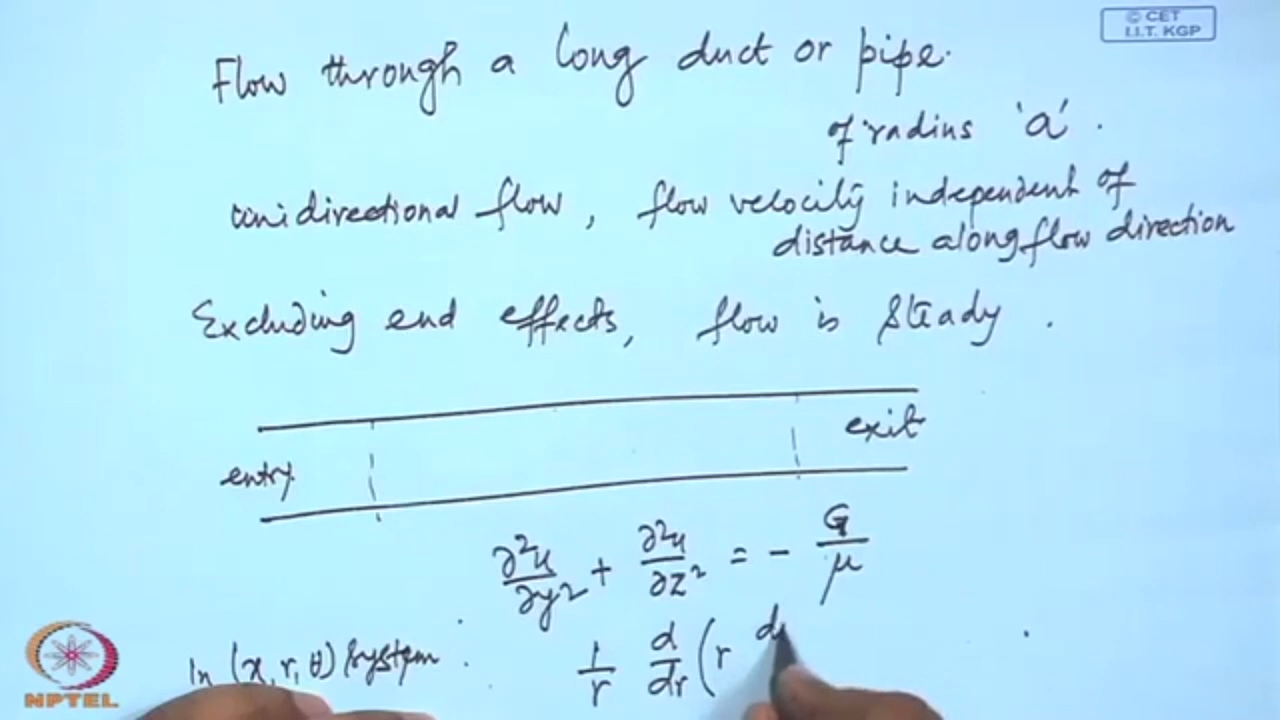 © CET
I.I.T. KGP
Flow through a long duct or pipe.
of radius 'a'.
unidirectional flow, flow velocity independent of
distance along flow direction
Excluding end effects, flow is steady.
exit
entry
∂²u/∂y² + ∂²u/∂z² = - G/μ
In (x, r, θ) system : 1/r d/dr (r d
NPTEL